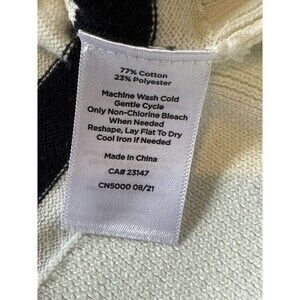 77% Cotton
23% Polyester
Machine Wash Cold
Gentle Cycle
Only Non-Chlorine Bleach
When Needed
Reshape, Lay Flat To Dry
Cool Iron If Needed
Made in China
CA# 23147
CNS000 08/21